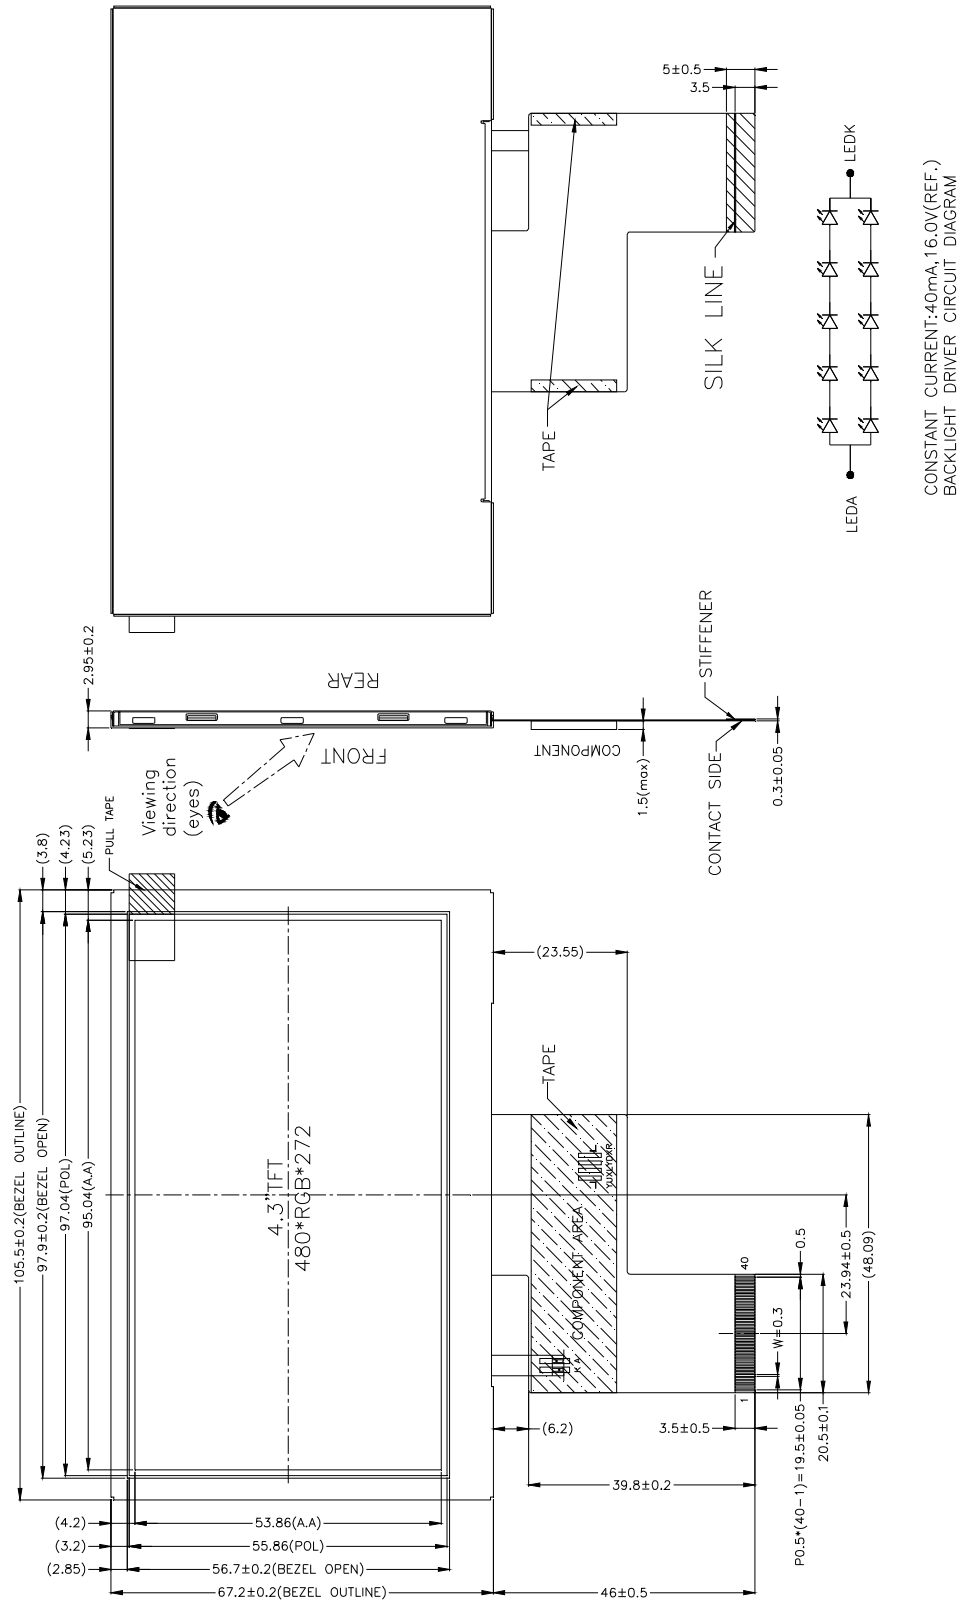 5±0.5
3.5
LEDK
TAPE
SILK LINE
LEDA
CONSTANT CURRENT:40mA,16.0V(REF.)
BACKLIGHT DRIVER CIRCUIT DIAGRAM
2.95±0.2
REAR
FRONT
STIFFENER
COMPONENT
1.5(max)
CONTACT SIDE
0.3±0.05
Viewing
direction
(eyes)
PULL TAPE
(3.8)
(4.23)
(5.23)
105.5±0.2(BEZEL OUTLINE)
97.9±0.2(BEZEL OPEN)
97.04(POL)
95.04(A.A)
4.3"TFT
480*RGB*272
(23.55)
TAPE
YUXLYDXR
COMPONENT AREA
K A
40
1
0.5
W=0.3
23.94±0.5
(48.09)
P0.5*(40-1)=19.5±0.05
20.5±0.1
(6.2)
3.5±0.5
39.8±0.2
46±0.5
(4.2)
53.86(A.A)
(3.2)
55.86(POL)
(2.85)
56.7±0.2(BEZEL OPEN)
67.2±0.2(BEZEL OUTLINE)